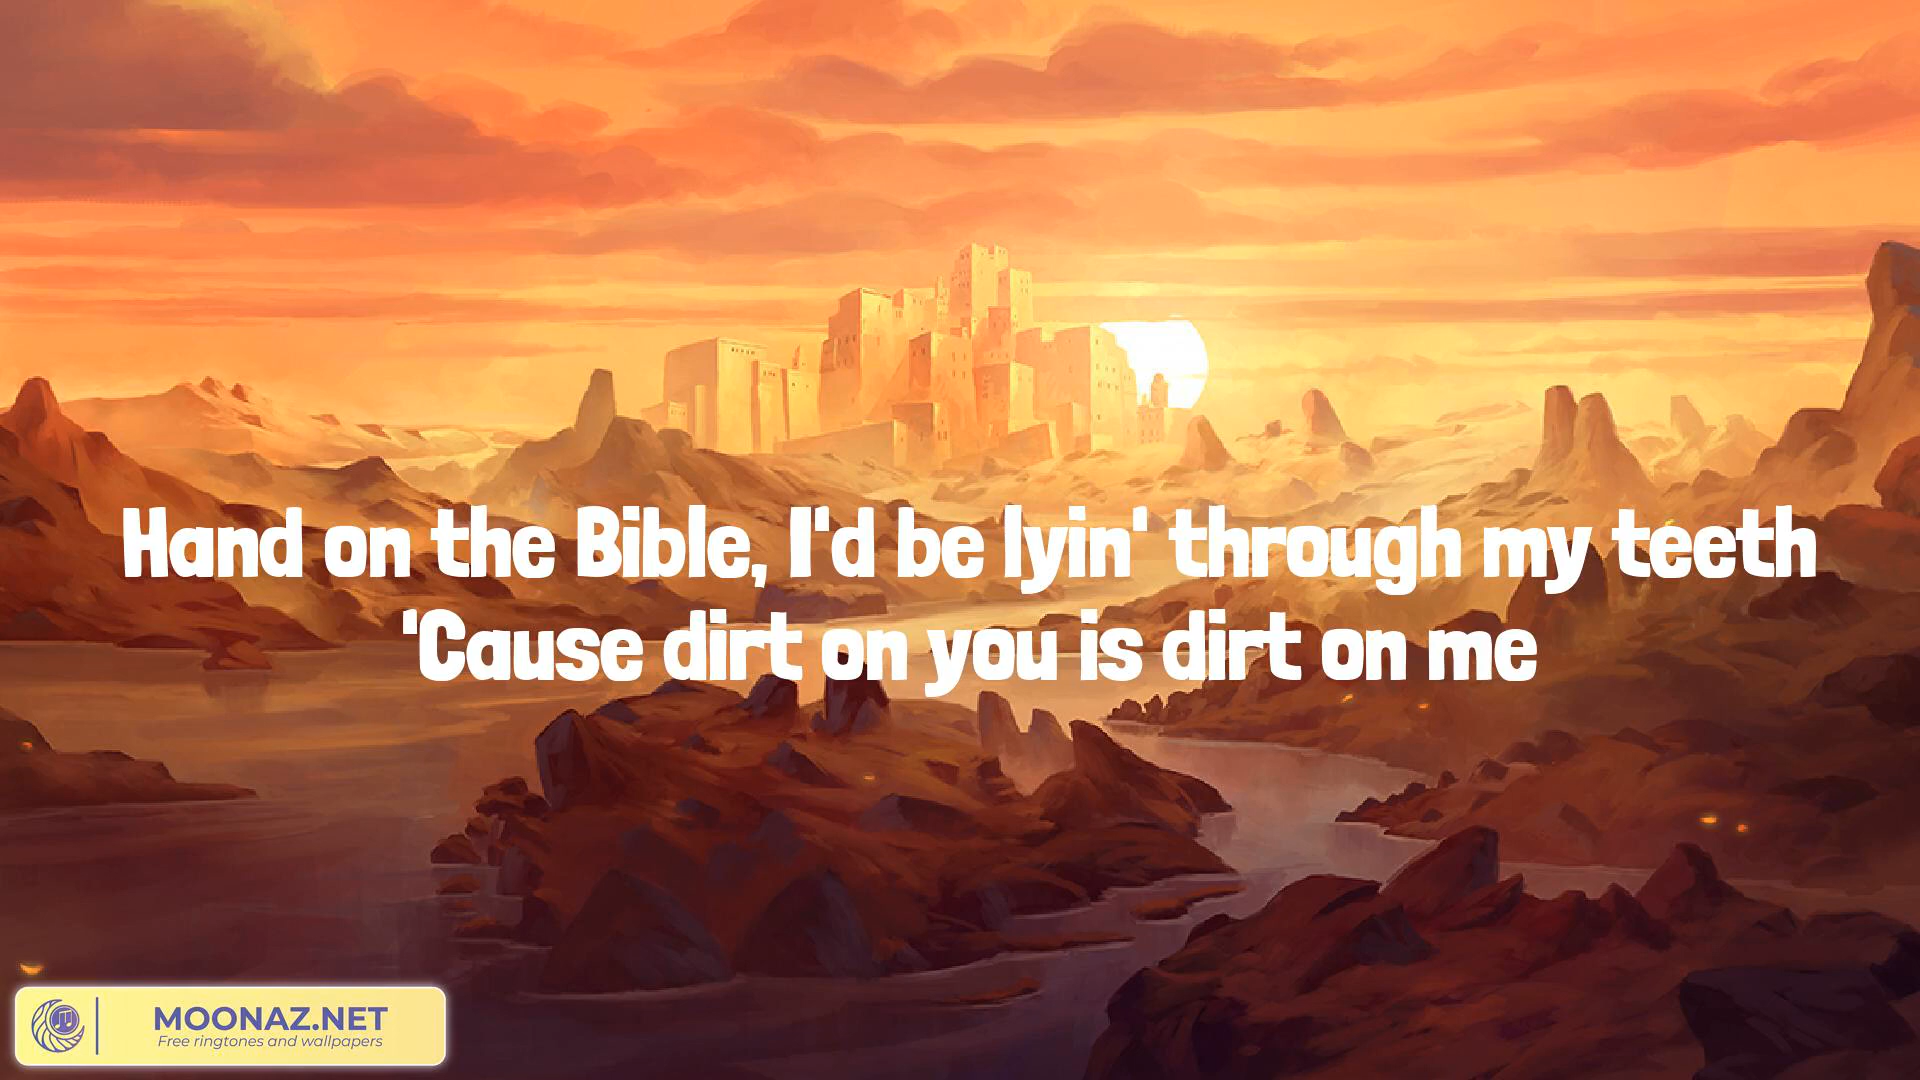 Hand on the Bible, I'd be lyin' through my teeth
'Cause dirt on you is dirt on me
MOONAZ.NET
Free ringtones and wallpapers